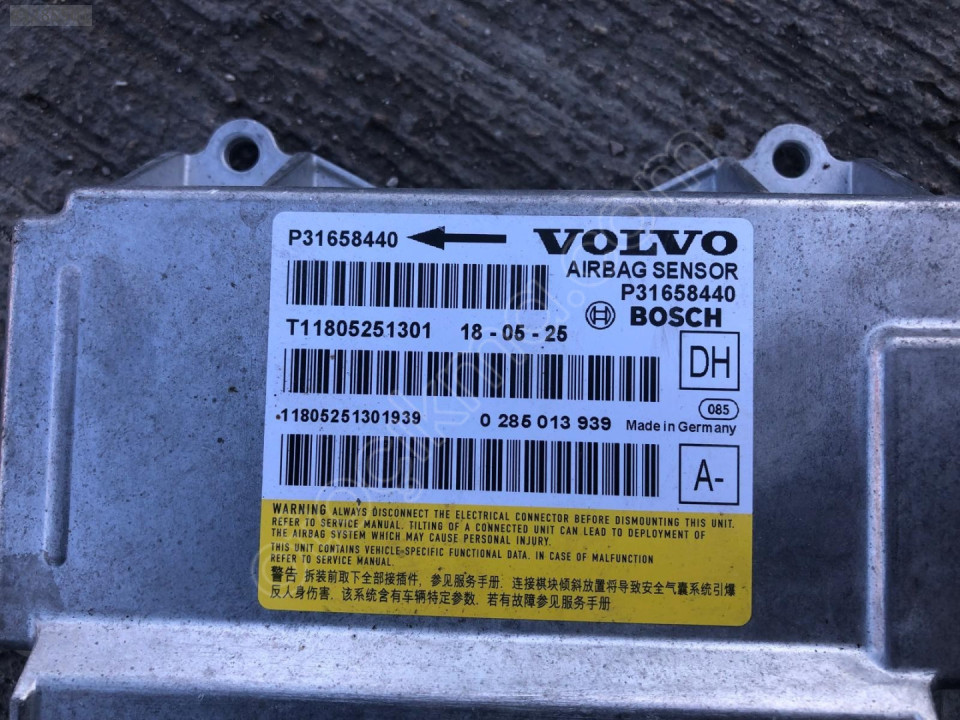 P31658440
VOLVO
AIRBAG SENSOR
P31658440
BOSCH
T11805251301 18 - 05 - 25
DH
11805251301939 0 285 013 939
085
Made in Germany
A-
WARNING ALWAYS DISCONNECT THE ELECTRICAL CONNECTOR BEFORE DISMOUNTING THIS UNIT.
REFER TO SERVICE MANUAL. TILTING OF A CONNECTED UNIT CAN LEAD TO DEPLOYMENT OF
THE AIRBAG SYSTEM WHICH MAY CAUSE PERSONAL INJURY.
THIS UNIT CONTAINS VEHICLE-SPECIFIC FUNCTIONAL DATA. IN CASE OF MALFUNCTION
REFER TO SERVICE MANUAL.
警告 拆装前取下全部接插件，参见服务手册. 连接模块倾斜放置将导致安全气囊系统引爆
反人身伤害. 该系统含有车辆特定参数. 若有故障参见服务手册